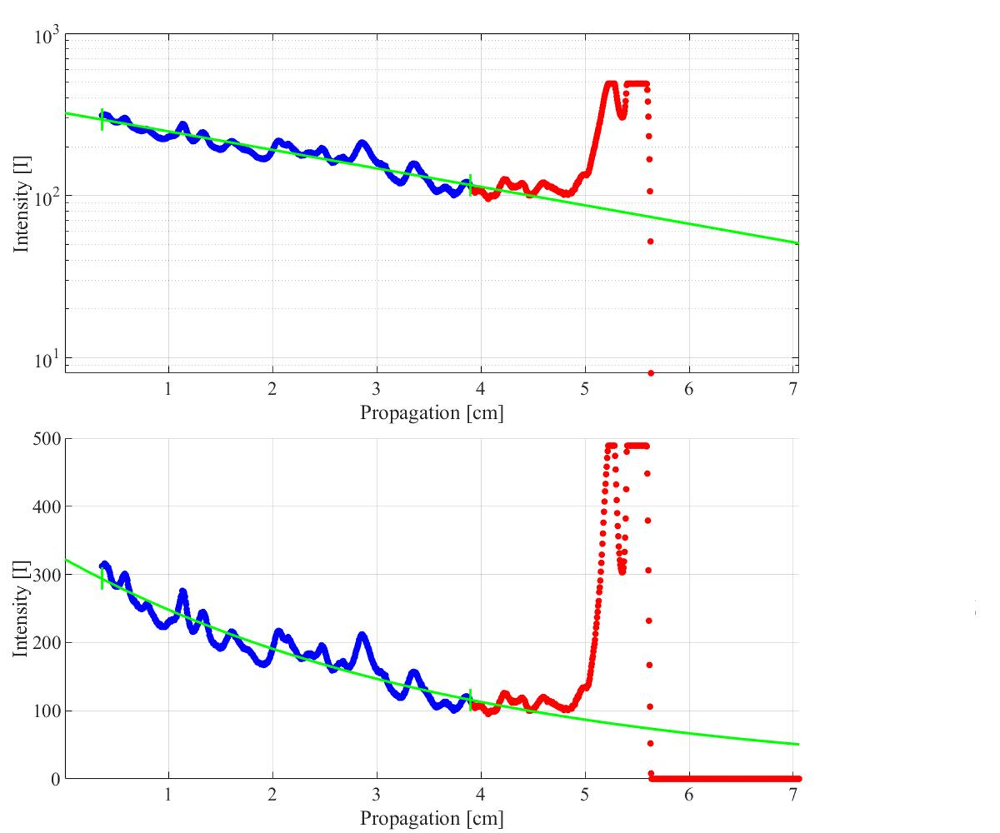 10³
10²
10¹
Intensity [I]
1 2 3 4 5 6 7
Propagation [cm]
500
400
300
200
100
0
Intensity [I]
1 2 3 4 5 6 7
Propagation [cm]